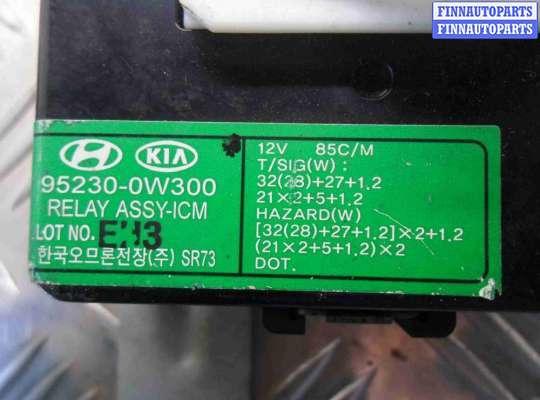 FINNAUTOPARTS
FINNAUTOPARTS
KIA
95230-0W300
RELAY ASSY-ICM
LOT NO.
한국오므론전장(주) SR73
12V 85C/M
T/SIG(W) :
32(28)+27+1.2
21×2+5+1.2
HAZARD(W)
[32(28)+27+1.2]×2+1.2
(21×2+5+1.2)×2
DOT.